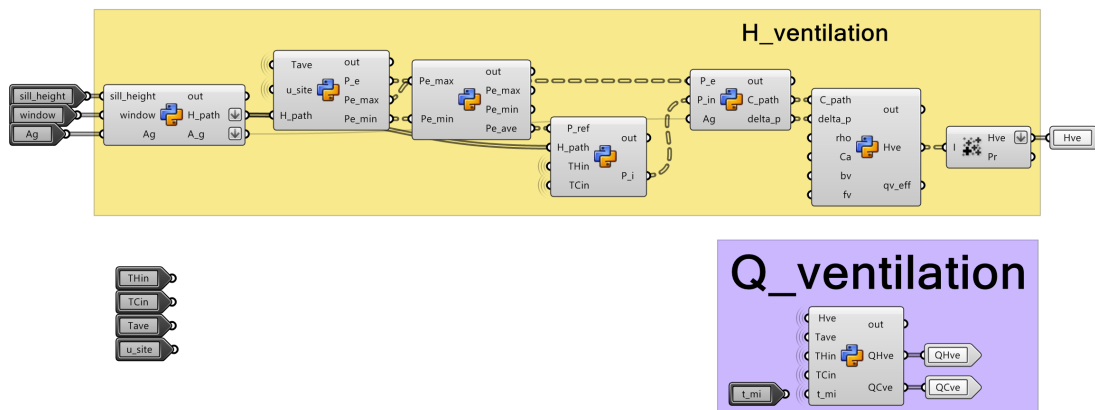 H_ventilation
sill_height
window
Ag
sill_height
window
Ag
out
H_path
A_g
Tave
u_site
H_path
out
P_e
Pe_max
Pe_min
Pe_max
Pe_min
out
Pe_max
Pe_min
Pe_ave
P_ref
H_path
THin
TCin
out
P_i
P_e
P_in
Ag
out
C_path
delta_p
C_path
delta_p
rho
Ca
bv
fv
out
Hve
qv_eff
I
Hve
Pr
Hve
THin
TCin
Tave
u_site
Q_ventilation
t_mi
Hve
Tave
THin
TCin
t_mi
out
QHve
QCve
QHve
QCve